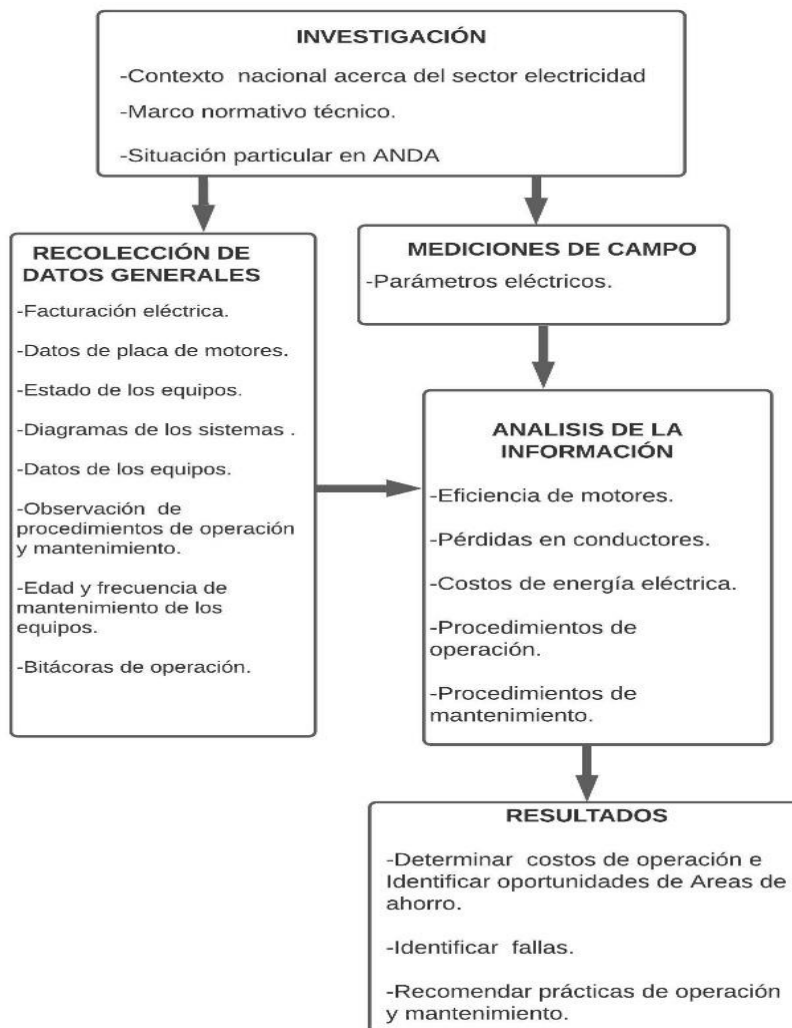 INVESTIGACIÓN
-Contexto nacional acerca del sector electricidad
-Marco normativo técnico.
-Situación particular en ANDA
RECOLECCIÓN DE
DATOS GENERALES
-Facturación eléctrica.
-Datos de placa de motores.
-Estado de los equipos.
-Diagramas de los sistemas .
-Datos de los equipos.
-Observación de
procedimientos de operación
y mantenimiento.
-Edad y frecuencia de
mantenimiento de los
equipos.
-Bitácoras de operación.
MEDICIONES DE CAMPO
-Parámetros eléctricos.
ANALISIS DE LA
INFORMACIÓN
-Eficiencia de motores.
-Pérdidas en conductores.
-Costos de energía eléctrica.
-Procedimientos de
operación.
-Procedimientos de
mantenimiento.
RESULTADOS
-Determinar costos de operación e
Identificar oportunidades de Areas de
ahorro.
-Identificar fallas.
-Recomendar prácticas de operación
y mantenimiento.